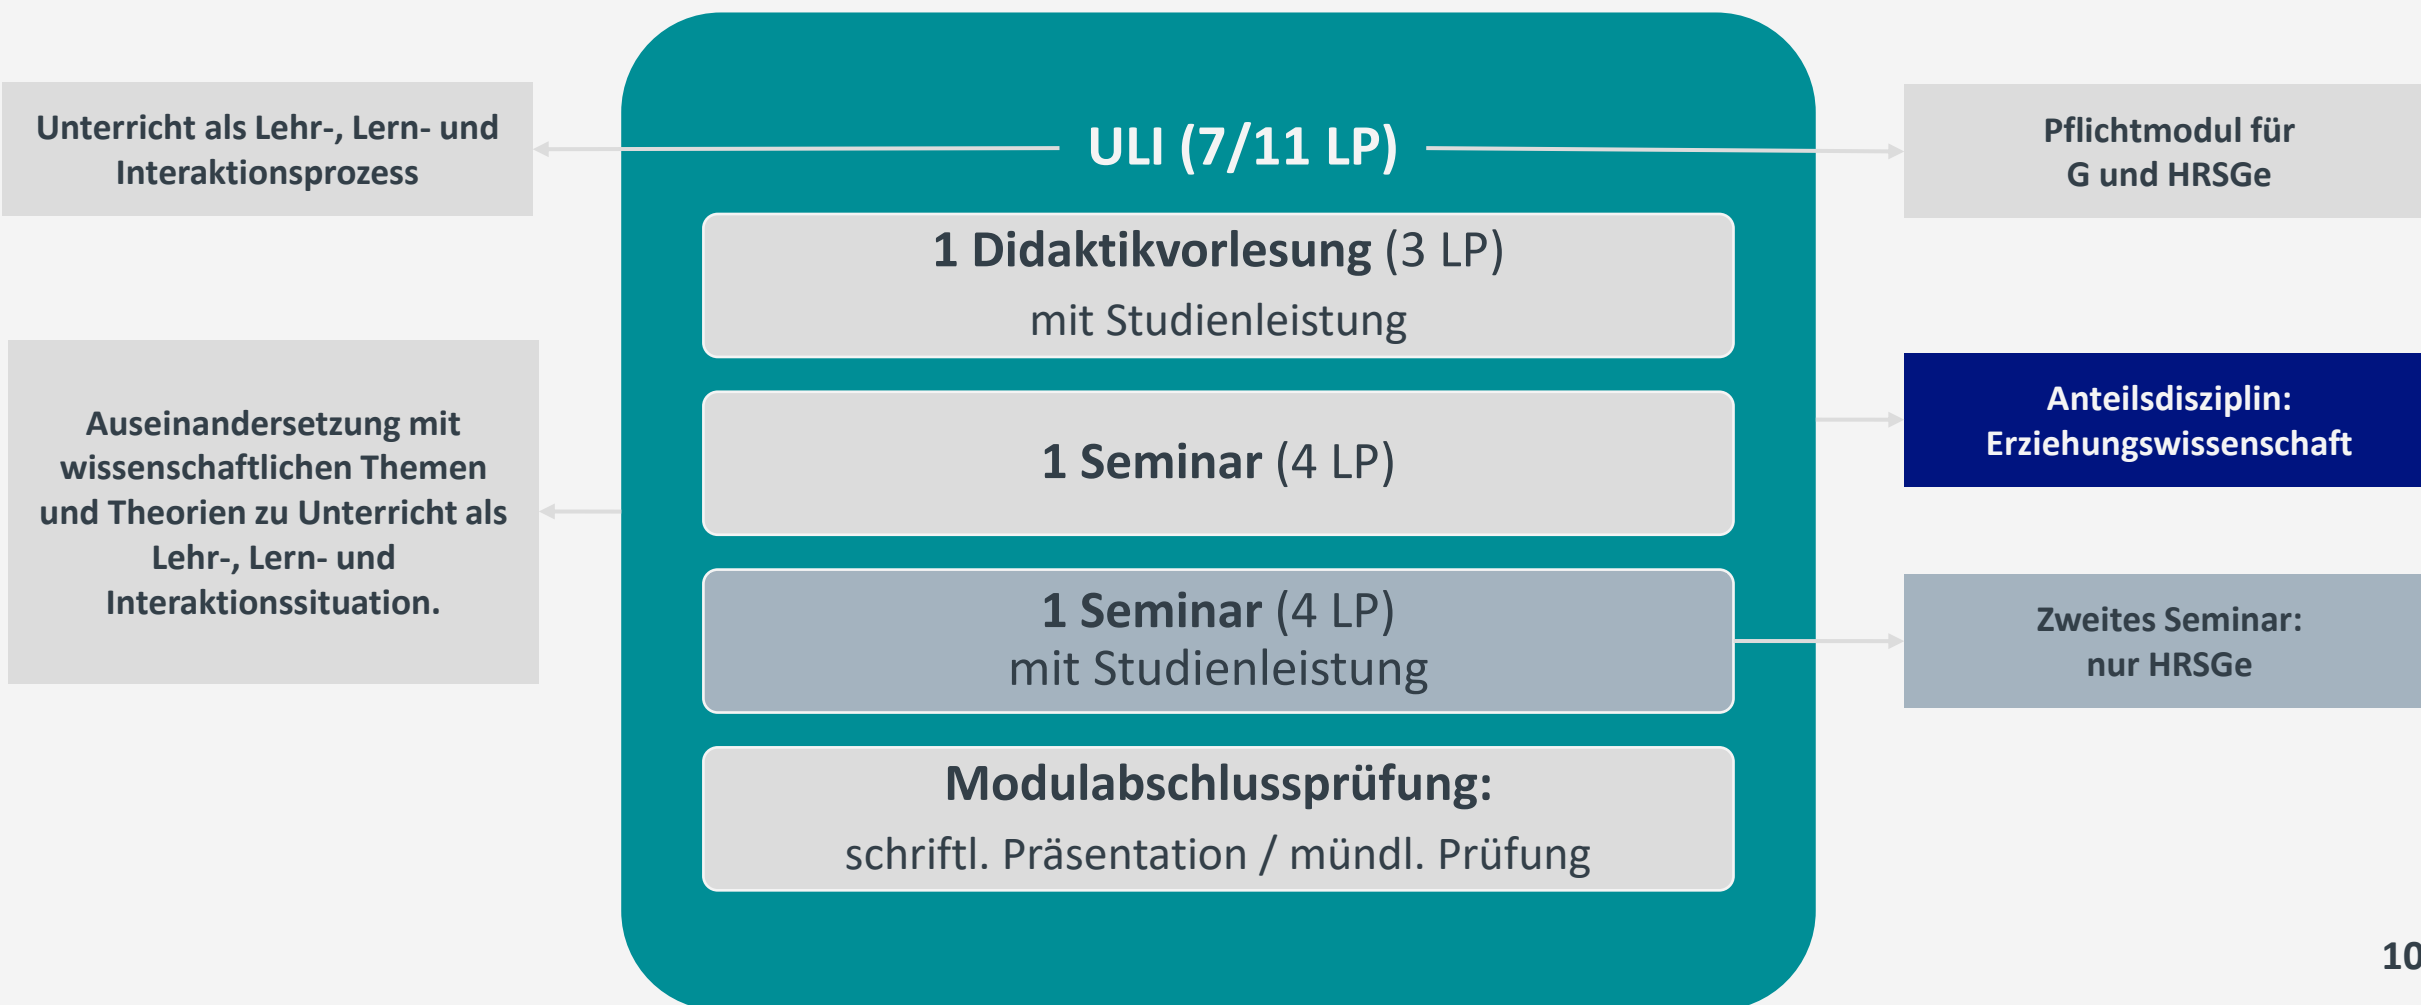 Unterricht als Lehr-, Lern- und
Interaktionsprozess
Auseinandersetzung mit
wissenschaftlichen Themen
und Theorien zu Unterricht als
Lehr-, Lern- und
Interaktionssituation.
ULI (7/11 LP)
1 Didaktikvorlesung (3 LP)
mit Studienleistung
1 Seminar (4 LP)
1 Seminar (4 LP)
mit Studienleistung
Modulabschlussprüfung:
schriftl. Präsentation / mündl. Prüfung
Pflichtmodul für
G und HRSGe
Anteilsdisziplin:
Erziehungswissenschaft
Zweites Seminar:
nur HRSGe
10